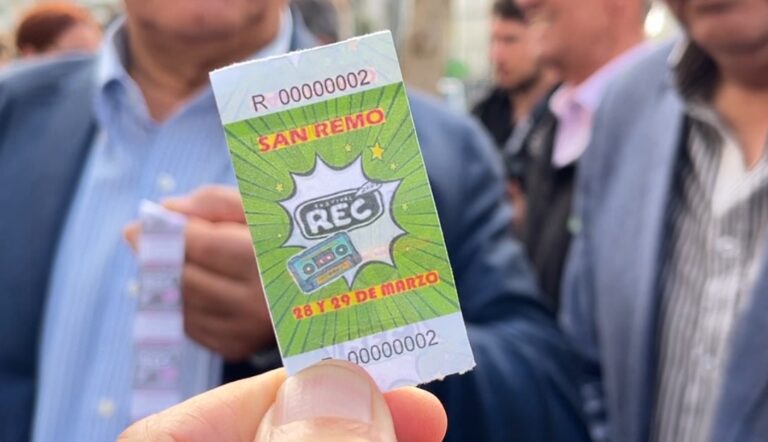 R 00000002
SAN REMO
FESTIVAL
REC
28 Y 29 DE MARZO
00000002